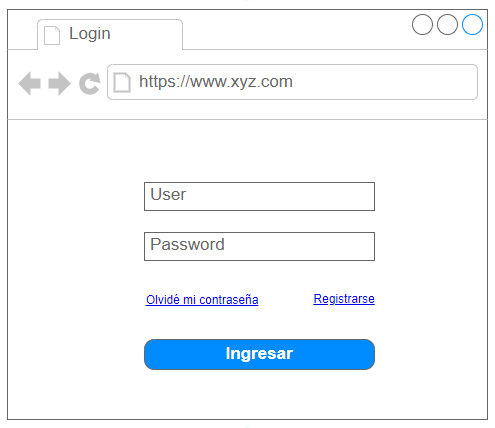 Login
https://www.xyz.com
User
Password
Olvidé mi contraseña Registrarse
Ingresar